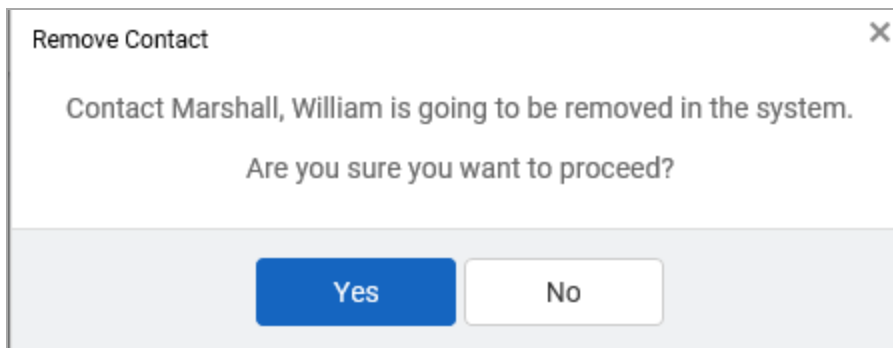 Remove Contact
Contact Marshall, William is going to be removed in the system.
Are you sure you want to proceed?
Yes No